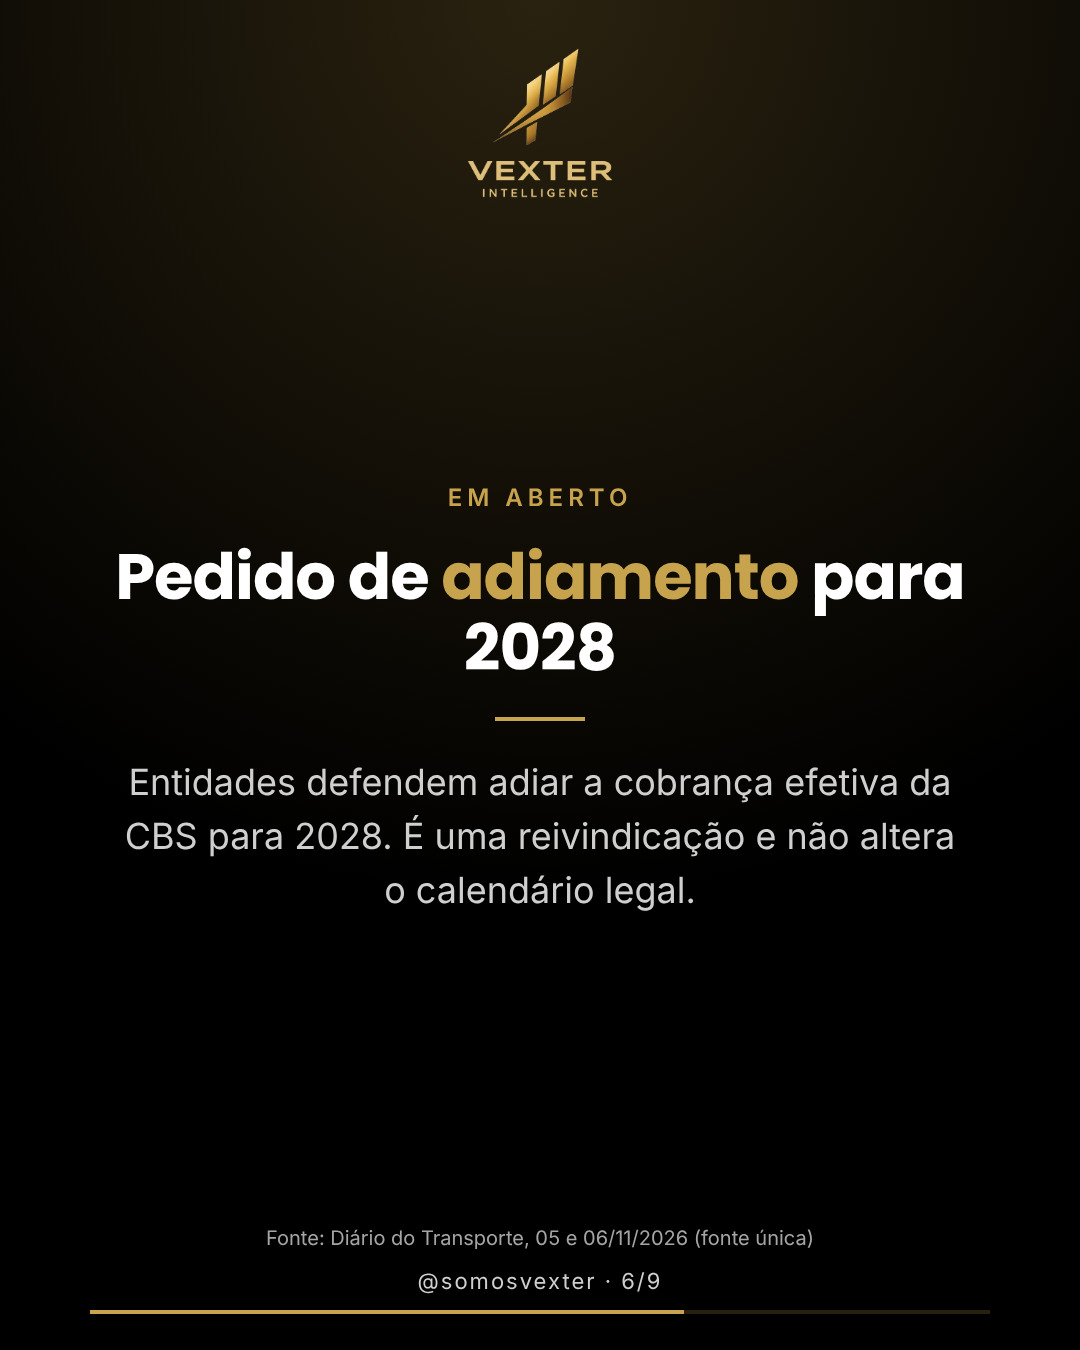 VEXTER
INTELLIGENCE
EM ABERTO
Pedido de adiamento para
2028
Entidades defendem adiar a cobrança efetiva da
CBS para 2028. É uma reivindicação e não altera
o calendário legal.
Fonte: Diário do Transporte, 05 e 06/11/2026 (fonte única)
@somosvexter · 6/9